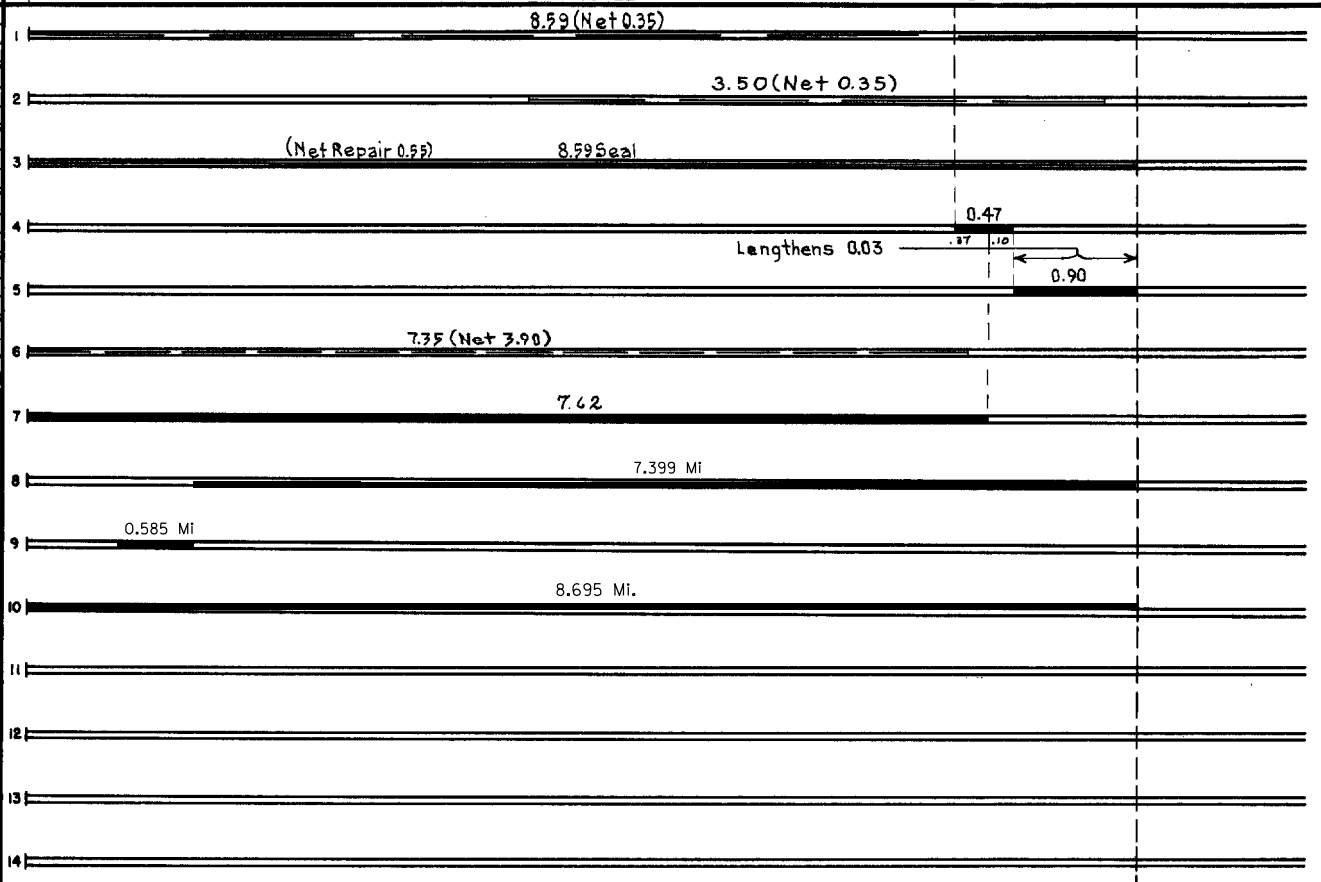 8.59 (Net 0.35)
1
3.50 (Net 0.35)
2
(Net Repair 0.55) 8.59 Seal
3
0.47
4
.37 .10
Lengthens 0.03
0.90
5
7.35 (Net 3.90)
6
7.62
7
7.399 Mi
8
0.585 Mi
9
8.695 Mi.
10
11
12
13
14